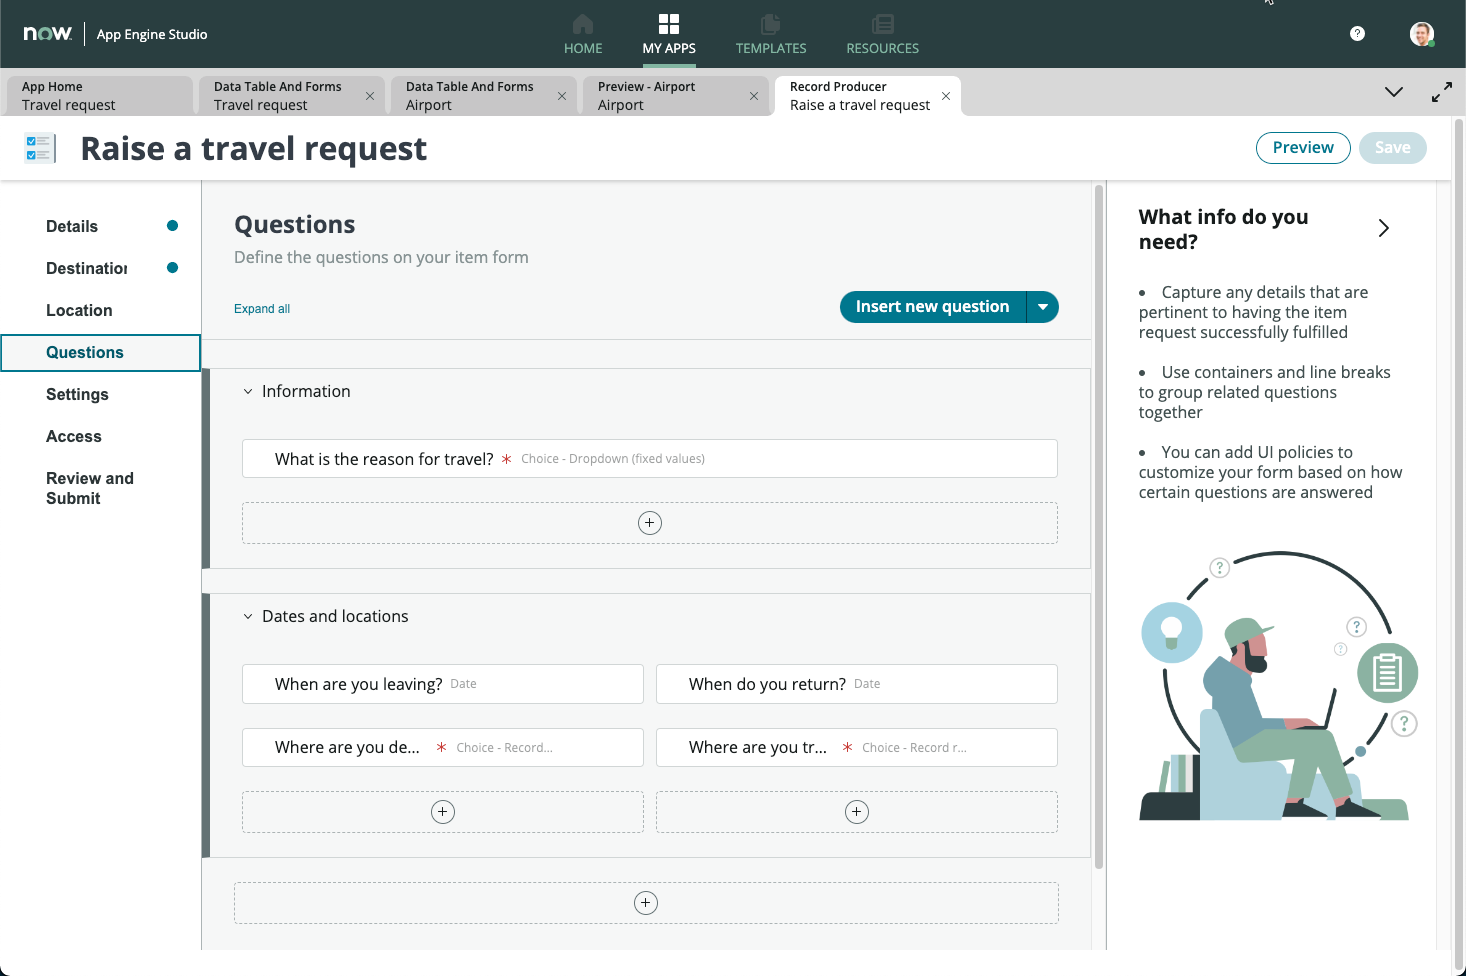 now. App Engine Studio
HOME
MY APPS
TEMPLATES
RESOURCES
?
App Home
Travel request
Data Table And Forms
Travel request
Data Table And Forms
Airport
Preview - Airport
Airport
Record Producer
Raise a travel request
Raise a travel request
Preview
Save
Details
Destination
Location
Questions
Settings
Access
Review and
Submit
Questions
Define the questions on your item form
Expand all
Insert new question
Information
What is the reason for travel? * Choice - Dropdown (fixed values)
Dates and locations
When are you leaving? Date
When do you return? Date
Where are you de... * Choice - Record...
Where are you tr... * Choice - Record r...
What info do you
need?
• Capture any details that are
pertinent to having the item
request successfully fulfilled
• Use containers and line breaks
to group related questions
together
• You can add UI policies to
customize your form based on how
certain questions are answered
?
?
?
?